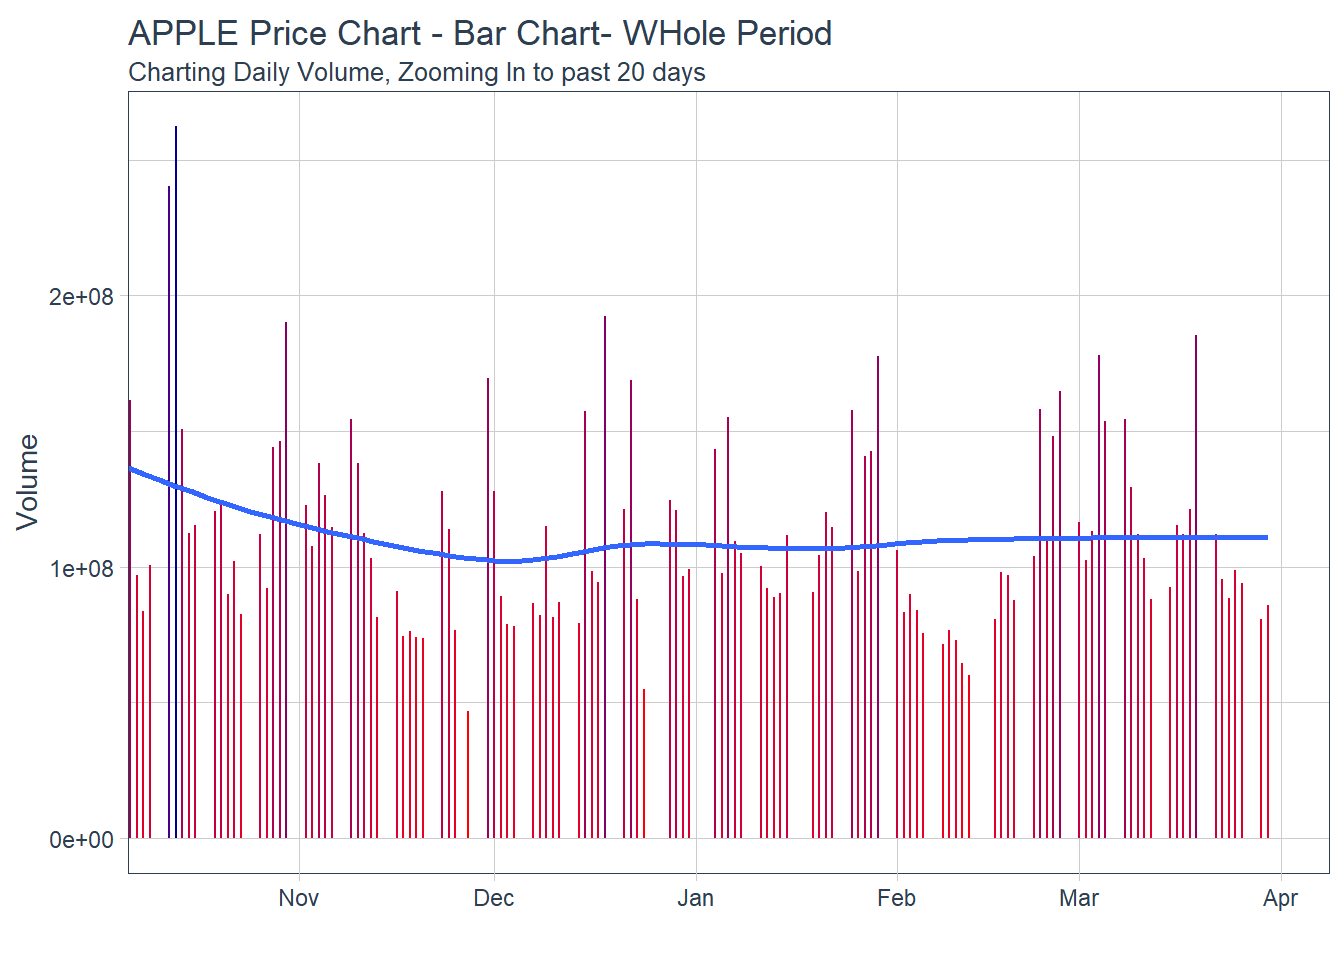 APPLE Price Chart - Bar Chart- WHole Period
Charting Daily Volume, Zooming In to past 20 days
Volume
2e+08
1e+08
0e+00
Nov Dec Jan Feb Mar Apr